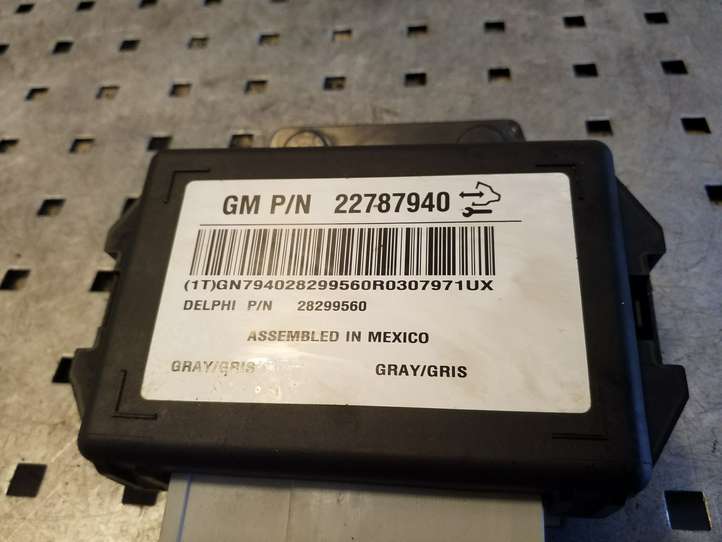 GM P/N 22787940
(1T)GN794028299560R0307971UX
DELPHI P/N 28299560
ASSEMBLED IN MEXICO
GRAY/GRIS GRAY/GRIS